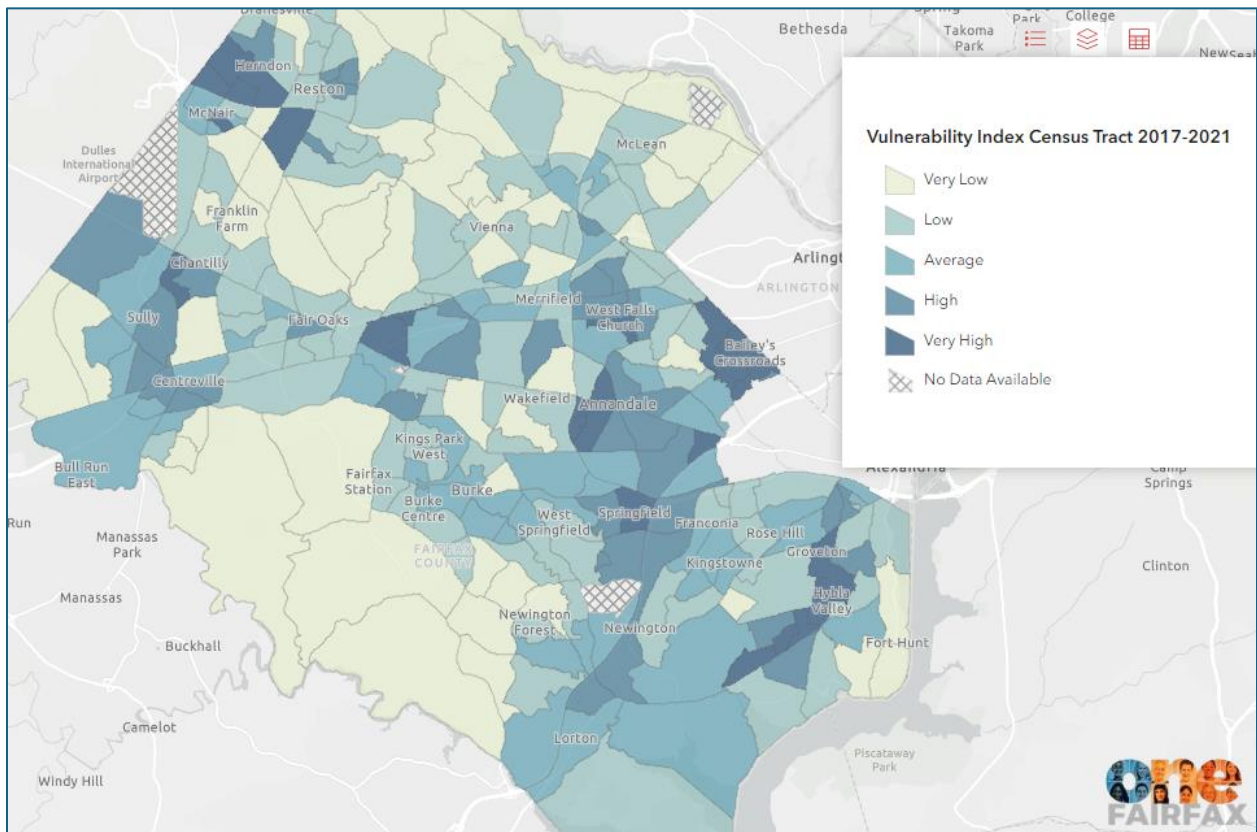 Dranesville
Spring
Park
College
Bethesda
Takoma
Park
Herndon
Reston
McNair
McLean
Dulles
International
Airport
Franklin
Farm
Vienna
Chantilly
Arling
ARLINGTON
Merrifield
West Falls
Church
Sully
Fair Oaks
Bailey's
Crossroads
Centreville
Wakefield
Annandale
Kings Park
West
Bull Run
East
Fairfax
Station
Burke
Burke
Centre
Alexandria
Camp
Springs
West
Springfield
Springfield
Franconia
Rose Hill
Run
Manassas
Park
FAIRFAX
COUNTY
Groveton
Kingstowne
Clinton
Hybla
Valley
Manassas
Newington
Forest
Newington
Fort Hunt
Buckhall
Camelot
Lorton
Piscataway
Park
Windy Hill
Vulnerability Index Census Tract 2017-2021
Very Low
Low
Average
High
Very High
No Data Available
one
FAIRFAX